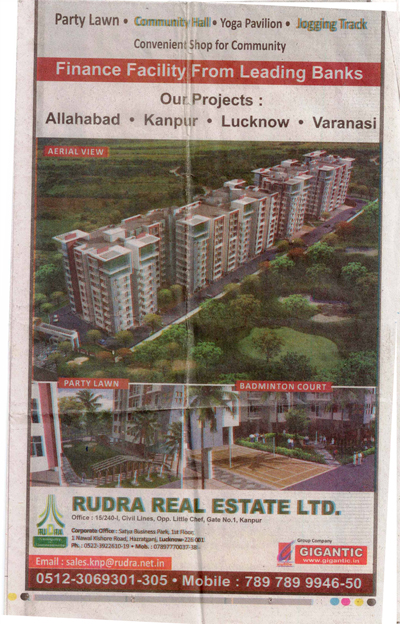 Party Lawn • Community Hall • Yoga Pavilion • Jogging Track
Convenient Shop for Community
Finance Facility From Leading Banks
Our Projects :
Allahabad • Kanpur • Lucknow • Varanasi
AERIAL VIEW
PARTY LAWN
BADMINTON COURT
RUDRA REAL ESTATE LTD.
Office : 15/240-I, Civil Lines, Opp. Little Chef, Gate No.1, Kanpur
Corporate Office : Satya Business Park, 1st Floor,
1 Nawal Kishore Road, Hazratganj, Lucknow-226 001
Ph. : 0522-3922810-19 • Mob. : 07897770037-38
Group Company
GIGANTIC
www.gigantic.in
Email : sales.knp@rudra.net.in
0512-3069301-305 • Mobile : 789 789 9946-50